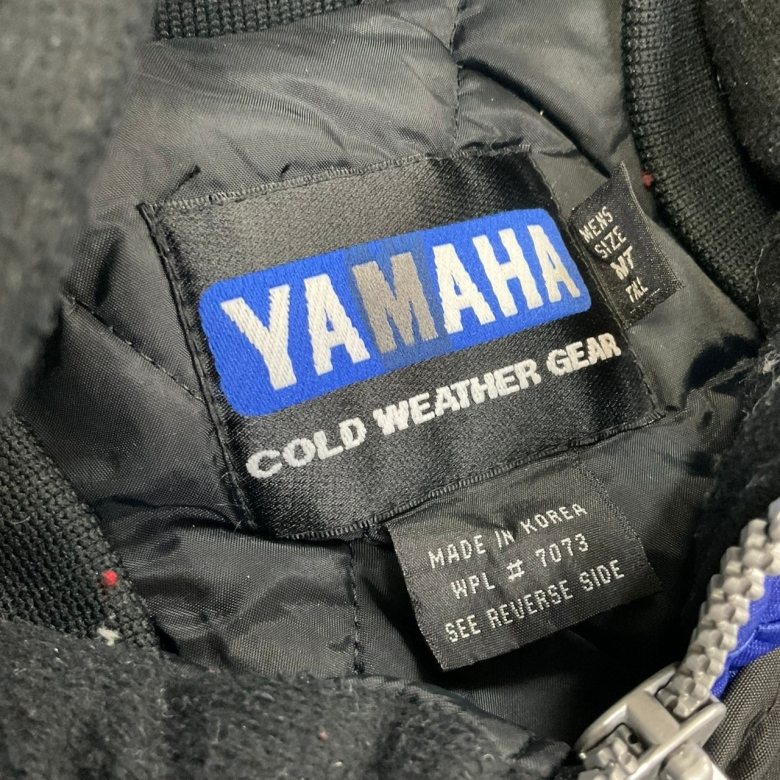 YAMAHA
COLD WEATHER GEAR
MENS
SIZE
MT
TALL
MADE IN KOREA
WPL # 7073
SEE REVERSE SIDE